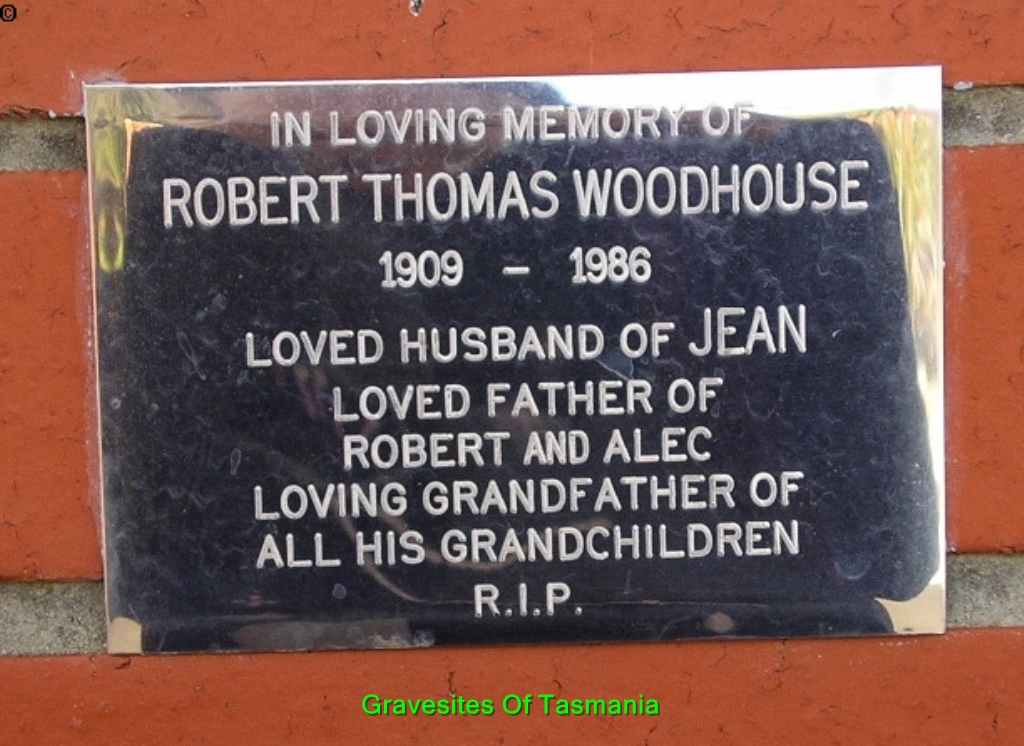 ©
IN LOVING MEMORY OF
ROBERT THOMAS WOODHOUSE
1909 – 1986
LOVED HUSBAND OF JEAN
LOVED FATHER OF
ROBERT AND ALEC
LOVING GRANDFATHER OF
ALL HIS GRANDCHILDREN
R.I.P.
Gravesites Of Tasmania